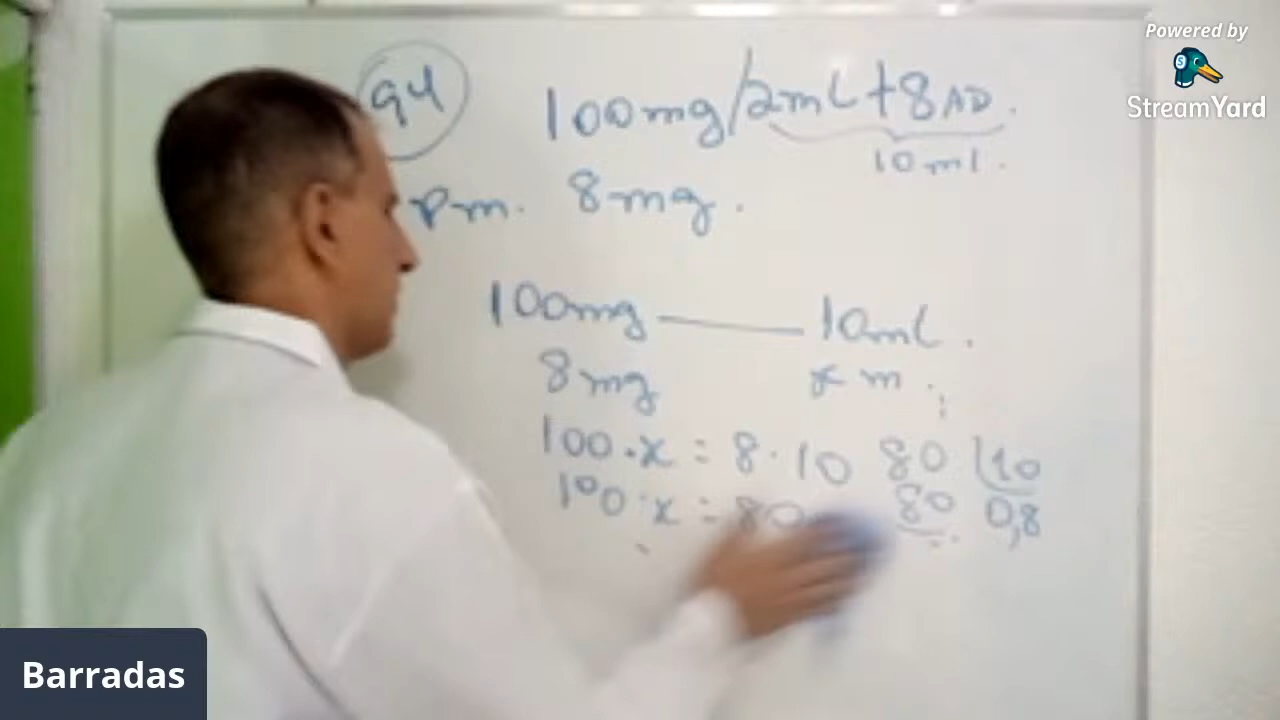 94
100mg/2ml+8AD.
10ml.
Pm. 8mg.
100mg — 10ml.
8mg x m
100.x = 8.10 80 10
100.x = 80 80 0,8
Powered by
StreamYard
Barradas